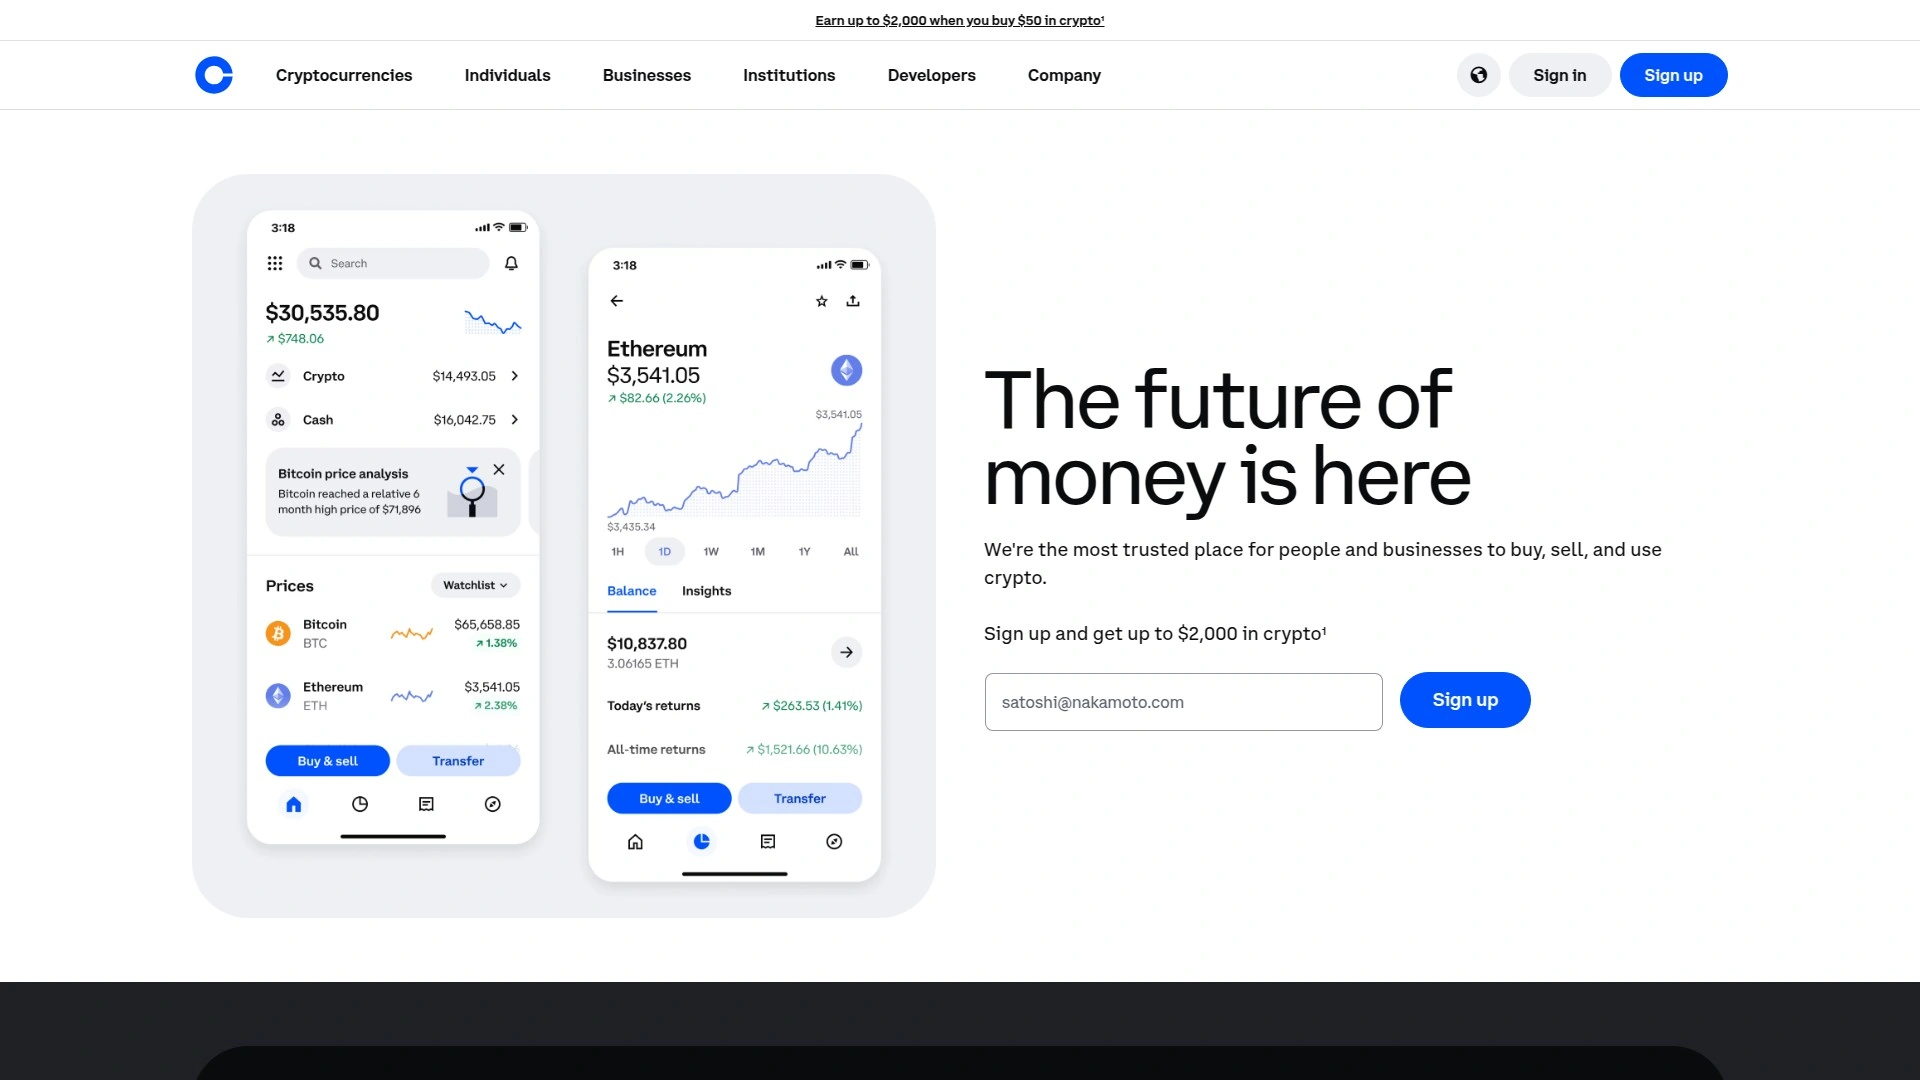 Earn up to $2,000 when you buy $50 in crypto¹
Cryptocurrencies Individuals Businesses Institutions Developers Company Sign in Sign up
3:18
Search
$30,535.80
↗ $748.06
Crypto $14,493.05
Cash $16,042.75
Bitcoin price analysis
Bitcoin reached a relative 6
month high price of $71,896
Prices Watchlist
Bitcoin $65,658.85
BTC ↗ 1.38%
Ethereum $3,541.05
ETH ↗ 2.38%
Buy & sell Transfer
3:18
Ethereum
$3,541.05
↗ $82.66 (2.26%)
$3,541.05
$3,435.34
1H 1D 1W 1M 1Y All
Balance Insights
$10,837.80
3.06165 ETH
Today's returns ↗ $263.53 (1.41%)
All-time returns ↗ $1,521.66 (10.63%)
Buy & sell Transfer
The future of
money is here
We're the most trusted place for people and businesses to buy, sell, and use
crypto.
Sign up and get up to $2,000 in crypto¹
satoshi@nakamoto.com Sign up